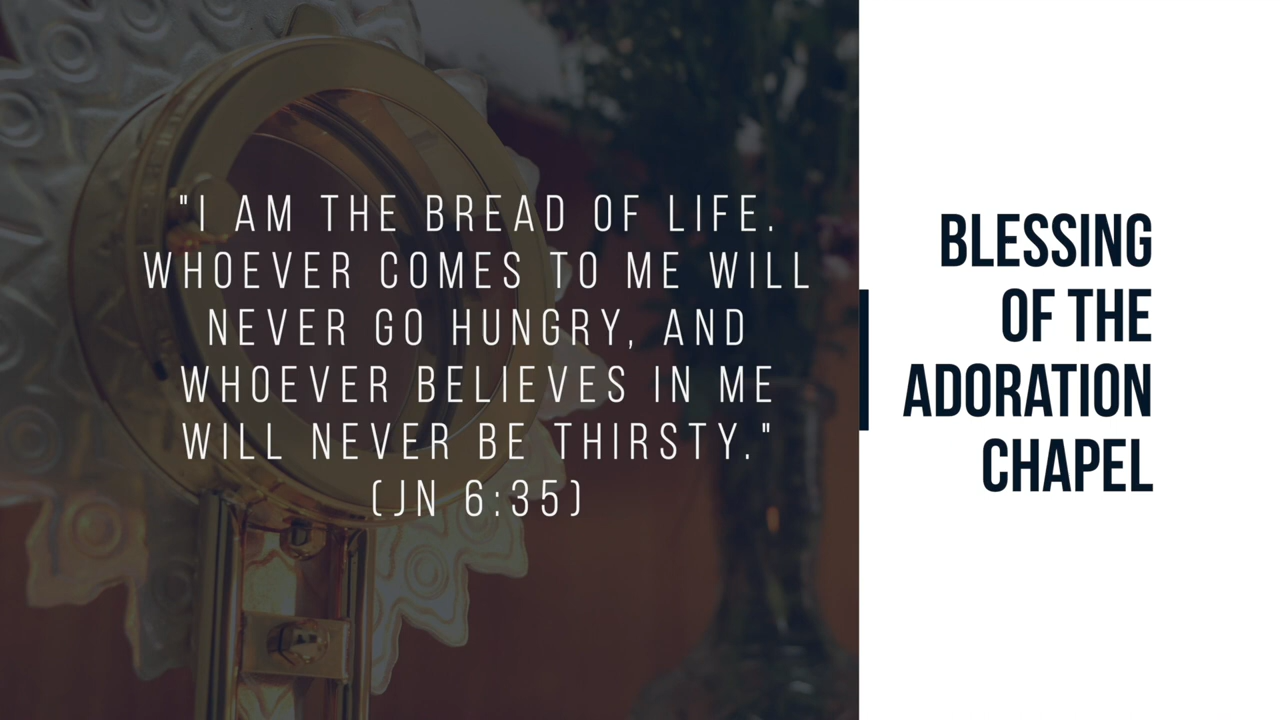 "I AM THE BREAD OF LIFE.
WHOEVER COMES TO ME WILL
NEVER GO HUNGRY, AND
WHOEVER BELIEVES IN ME
WILL NEVER BE THIRSTY."
(JN 6:35)
BLESSING
OF THE
ADORATION
CHAPEL